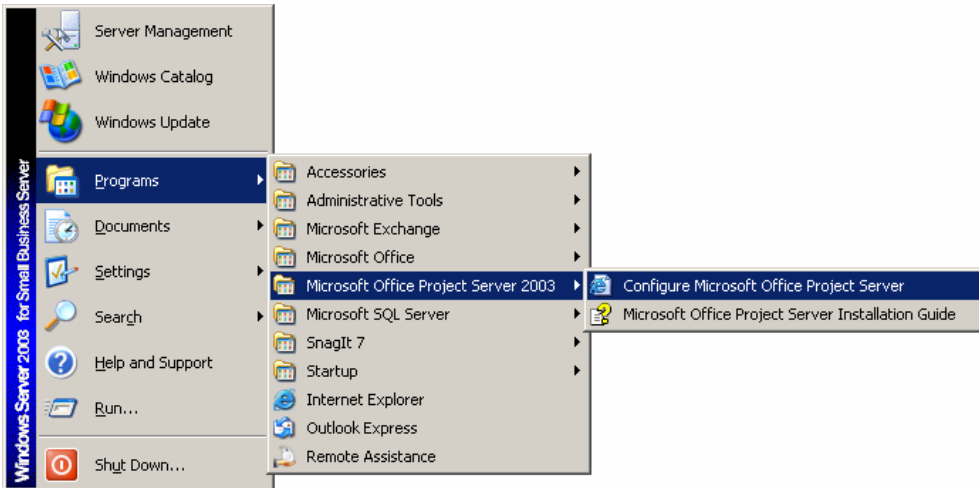 Server Management
Windows Catalog
Windows Update
Programs
Documents
Settings
Search
Help and Support
Run...
Shut Down...
Windows Server 2003 for Small Business Server
Accessories
Administrative Tools
Microsoft Exchange
Microsoft Office
Microsoft Office Project Server 2003
Microsoft SQL Server
SnagIt 7
Startup
Internet Explorer
Outlook Express
Remote Assistance
Configure Microsoft Office Project Server
Microsoft Office Project Server Installation Guide